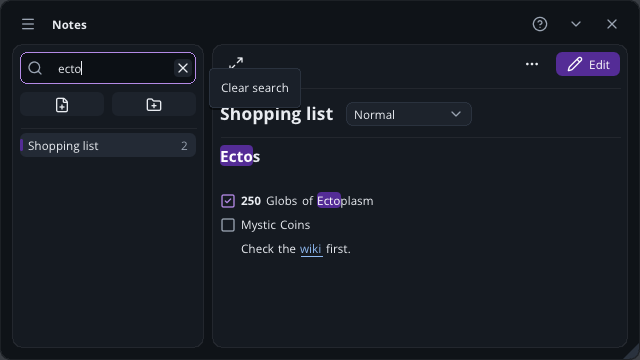 Notes
ecto
Edit
Clear search
Shopping list
Normal
Shopping list 2
Ectos
250 Globs of Ectoplasm
Mystic Coins
Check the wiki first.